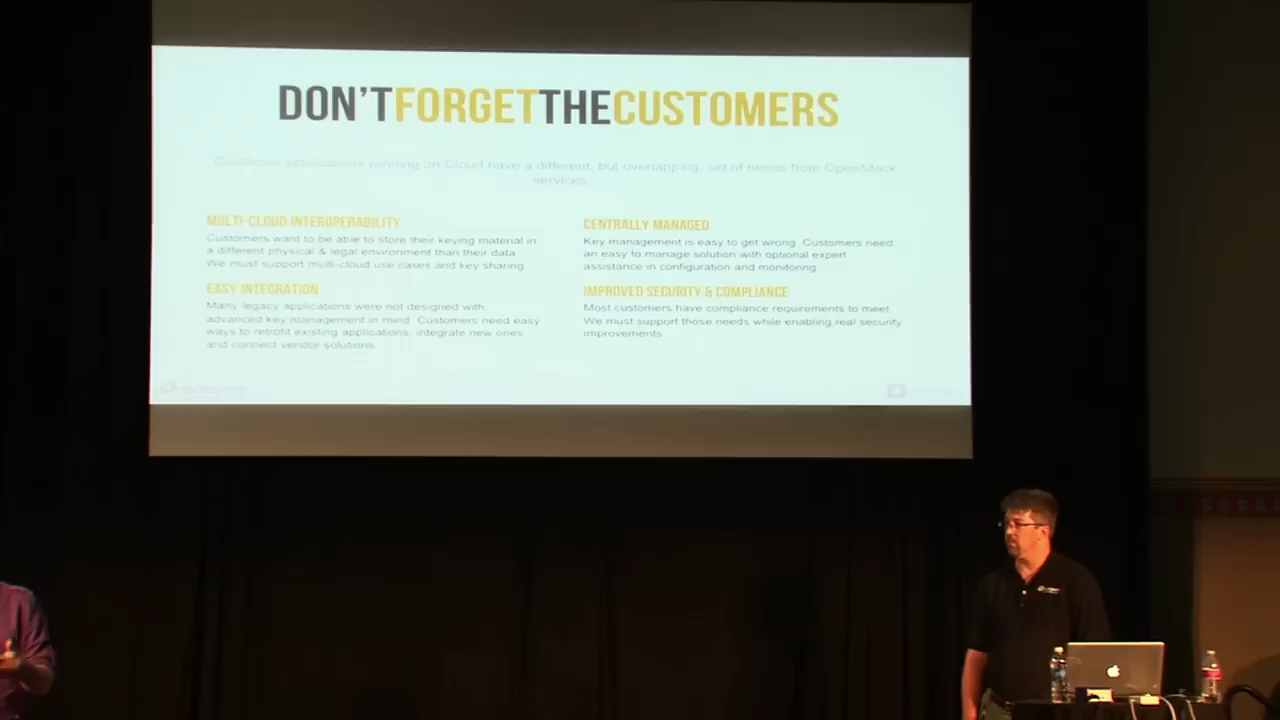 DON'TFORGETTHECUSTOMERS
Customer applications running on Cloud have a different, but overlapping, set of needs from OpenStack
services.
MULTI-CLOUD INTEROPERABILITY
Customers want to be able to store their keying material in
a different physical & legal environment than their data.
We must support multi-cloud use cases and key sharing
EASY INTEGRATION
Many legacy applications were not designed with
advanced key management in mind. Customers need easy
ways to retrofit existing applications, integrate new ones
and connect vendor solutions.
CENTRALLY MANAGED
Key management is easy to get wrong. Customers need
an easy to manage solution with optional expert
assistance in configuration and monitoring
IMPROVED SECURITY & COMPLIANCE
Most customers have compliance requirements to meet.
We must support those needs while enabling real security
improvements.